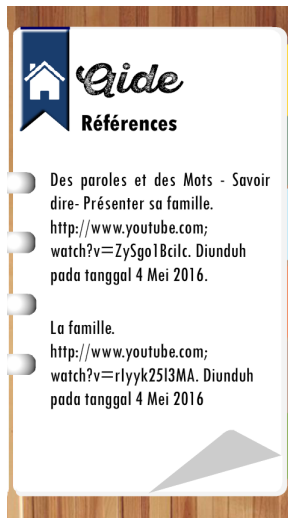 Aide
Références
Des paroles et des Mots - Savoir
dire- Présenter sa famille.
http://www.youtube.com;
watch?v=ZySgo1Bcilc. Diunduh
pada tanggal 4 Mei 2016.
La famille.
http://www.youtube.com;
watch?v=rlyyk25l3MA. Diunduh
pada tanggal 4 Mei 2016